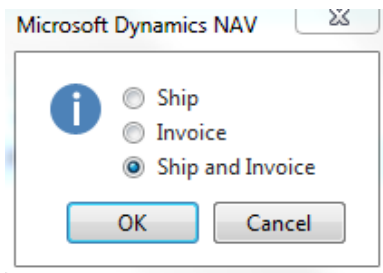 Microsoft Dynamics NAV
Ship
Invoice
Ship and Invoice
OK Cancel